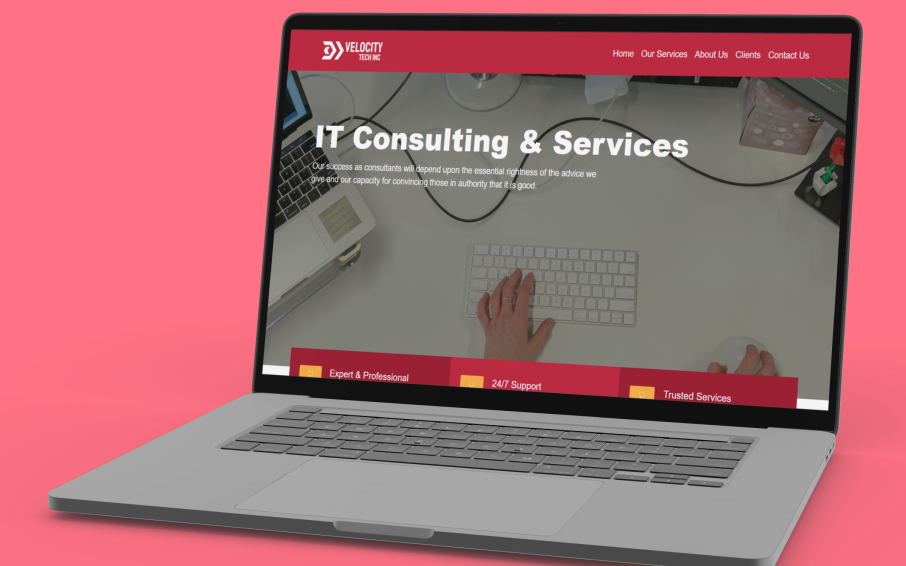 VELOCITY
TECH INC
Home Our Services About Us Clients Contact Us
IT Consulting & Services
Our success as consultants will depend upon the essential rightness of the advice we
give and our capacity for convincing those in authority that it is good.
Expert & Professional
24/7 Support
Trusted Services